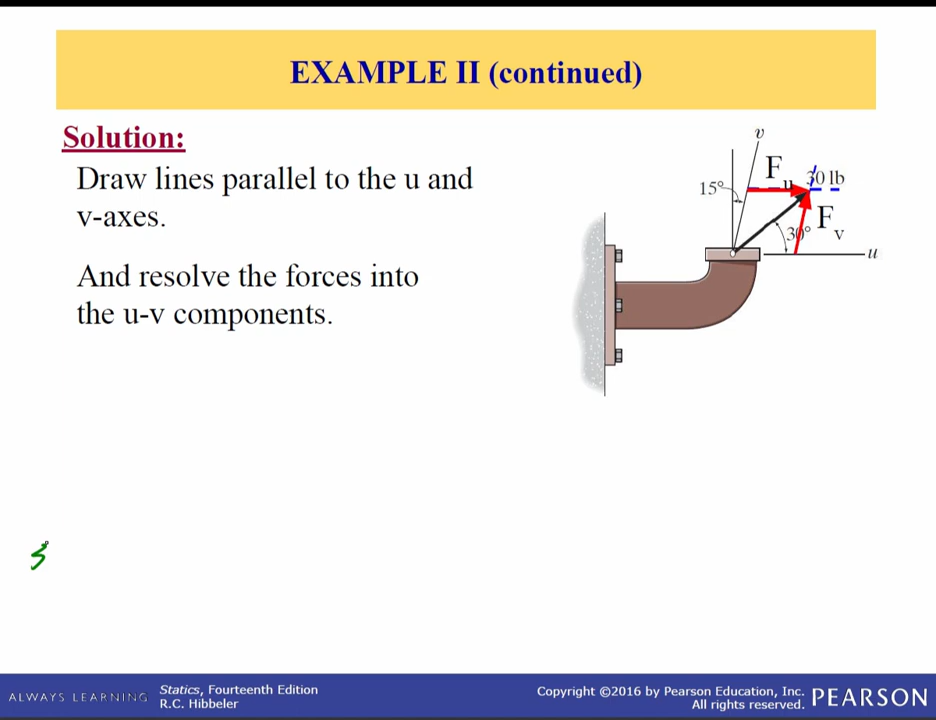 EXAMPLE II (continued)
Solution:
Draw lines parallel to the u and
v-axes.
And resolve the forces into
the u-v components.
v
15°
F u
30 lb
F v
30°
u
3
ALWAYS LEARNING
Statics, Fourteenth Edition
R.C. Hibbeler
Copyright ©2016 by Pearson Education, Inc.
All rights reserved.
PEARSON